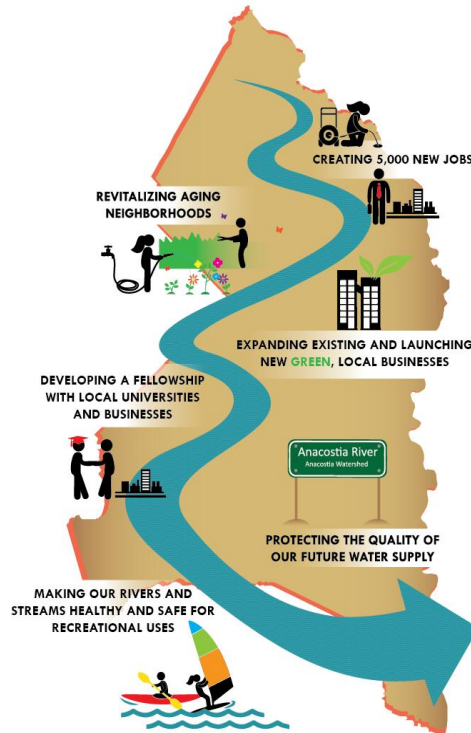 CREATING 5,000 NEW JOBS
REVITALIZING AGING
NEIGHBORHOODS
EXPANDING EXISTING AND LAUNCHING
NEW GREEN, LOCAL BUSINESSES
DEVELOPING A FELLOWSHIP
WITH LOCAL UNIVERSITIES
AND BUSINESSES
Anacostia River
Anacostia Watershed
PROTECTING THE QUALITY OF
OUR FUTURE WATER SUPPLY
MAKING OUR RIVERS AND
STREAMS HEALTHY AND SAFE FOR
RECREATIONAL USES